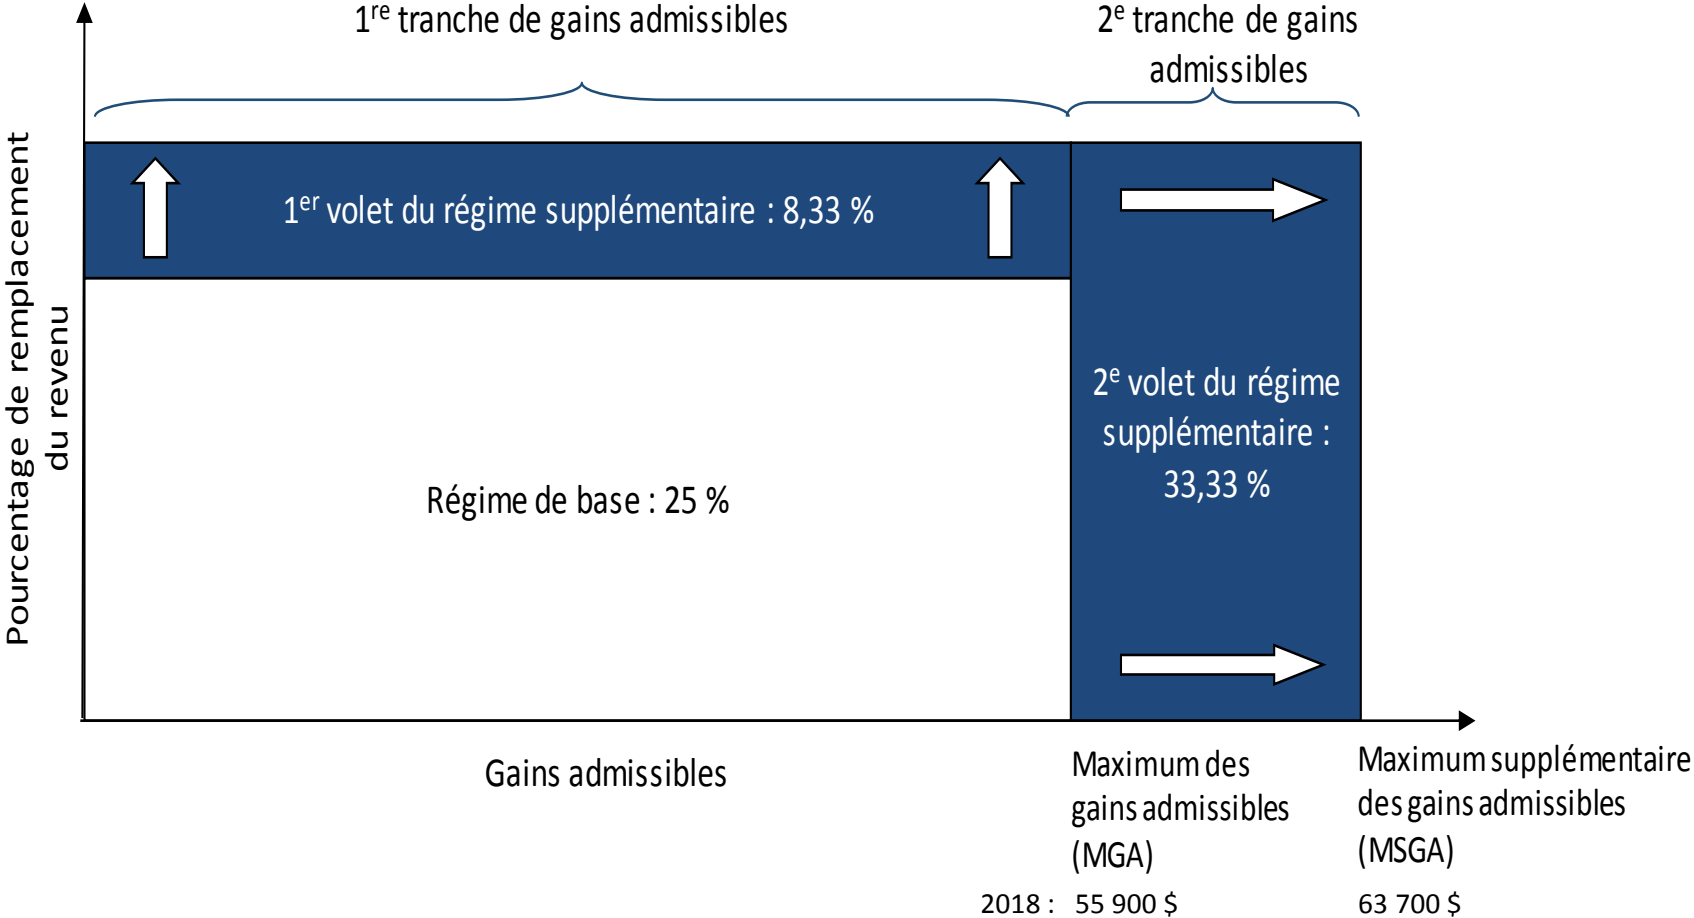 1re tranche de gains admissibles
2e tranche de gains
admissibles
Pourcentage de remplacement
du revenu
1er volet du régime supplémentaire : 8,33 %
2e volet du régime
supplémentaire :
33,33 %
Régime de base : 25 %
Gains admissibles
Maximum des
gains admissibles
(MGA)
Maximum supplémentaire
des gains admissibles
(MSGA)
2018 : 55 900 $ 63 700 $